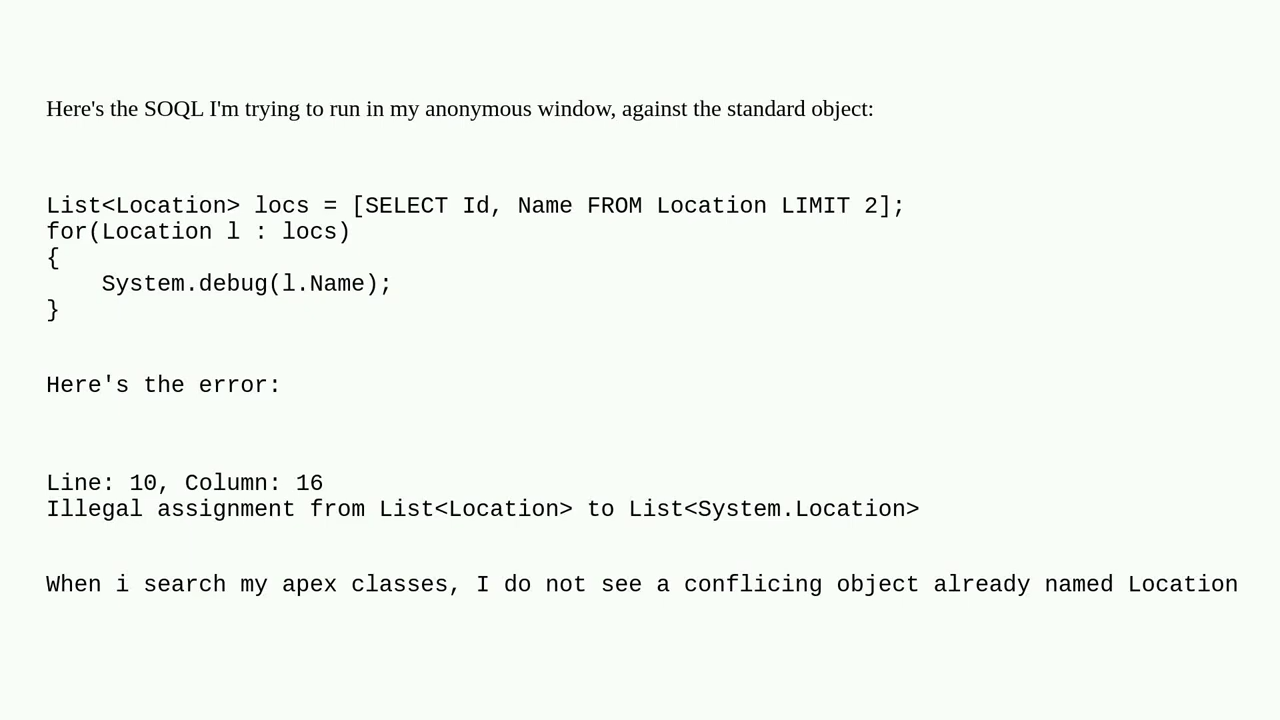 Here's the SOQL I'm trying to run in my anonymous window, against the standard object:
List<Location> locs = [SELECT Id, Name FROM Location LIMIT 2];
for(Location l : locs)
{
    System.debug(l.Name);
}
Here's the error:
Line: 10, Column: 16
Illegal assignment from List<Location> to List<System.Location>
When i search my apex classes, I do not see a conflicing object already named Location